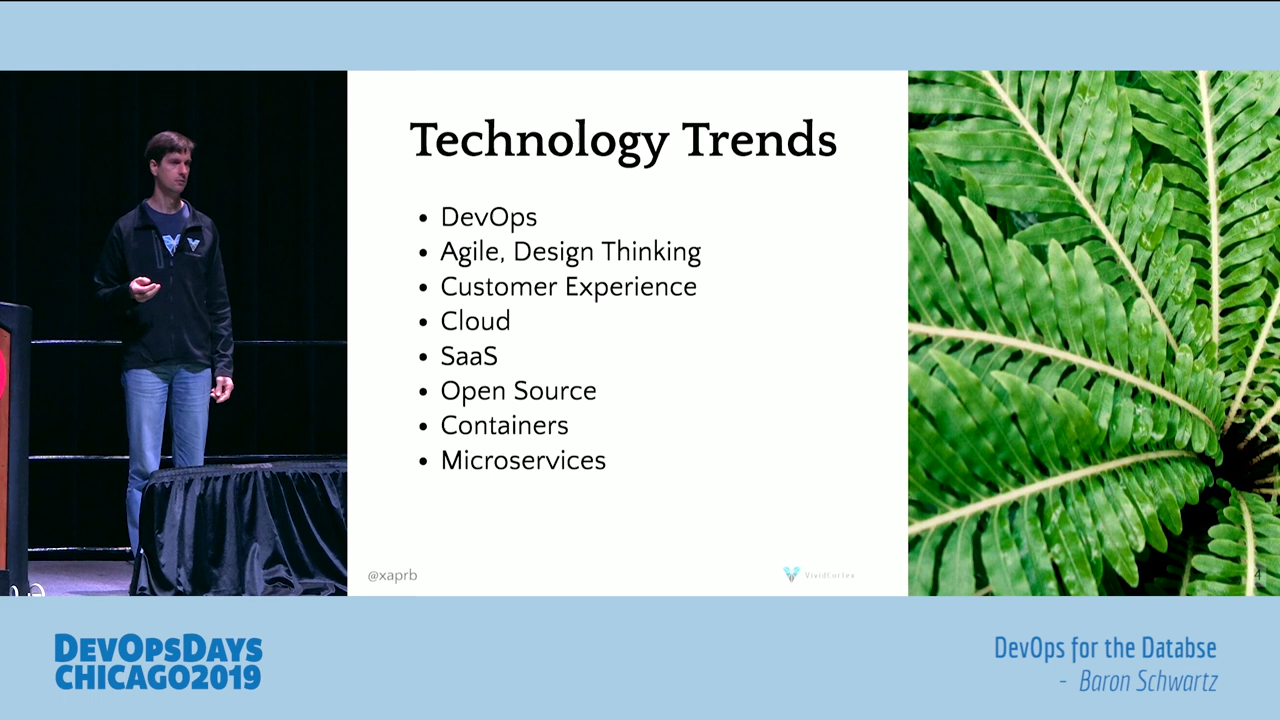 Technology Trends
• DevOps
• Agile, Design Thinking
• Customer Experience
• Cloud
• SaaS
• Open Source
• Containers
• Microservices
@xaprb
VividCortex
4
DEVOPSDAYS
CHICAGO2019
DevOps for the Databse
- Baron Schwartz